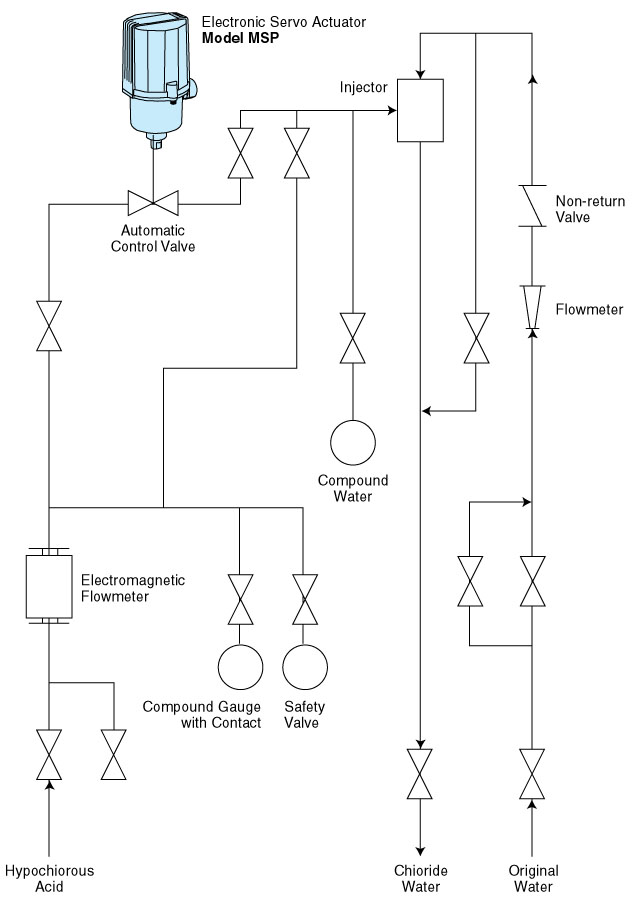 Electronic Servo Actuator
Model MSP
Injector
Automatic
Control Valve
Non-return
Valve
Flowmeter
Compound
Water
Electromagnetic
Flowmeter
Compound Gauge
with Contact
Safety
Valve
Hypochiorous
Acid
Chioride
Water
Original
Water